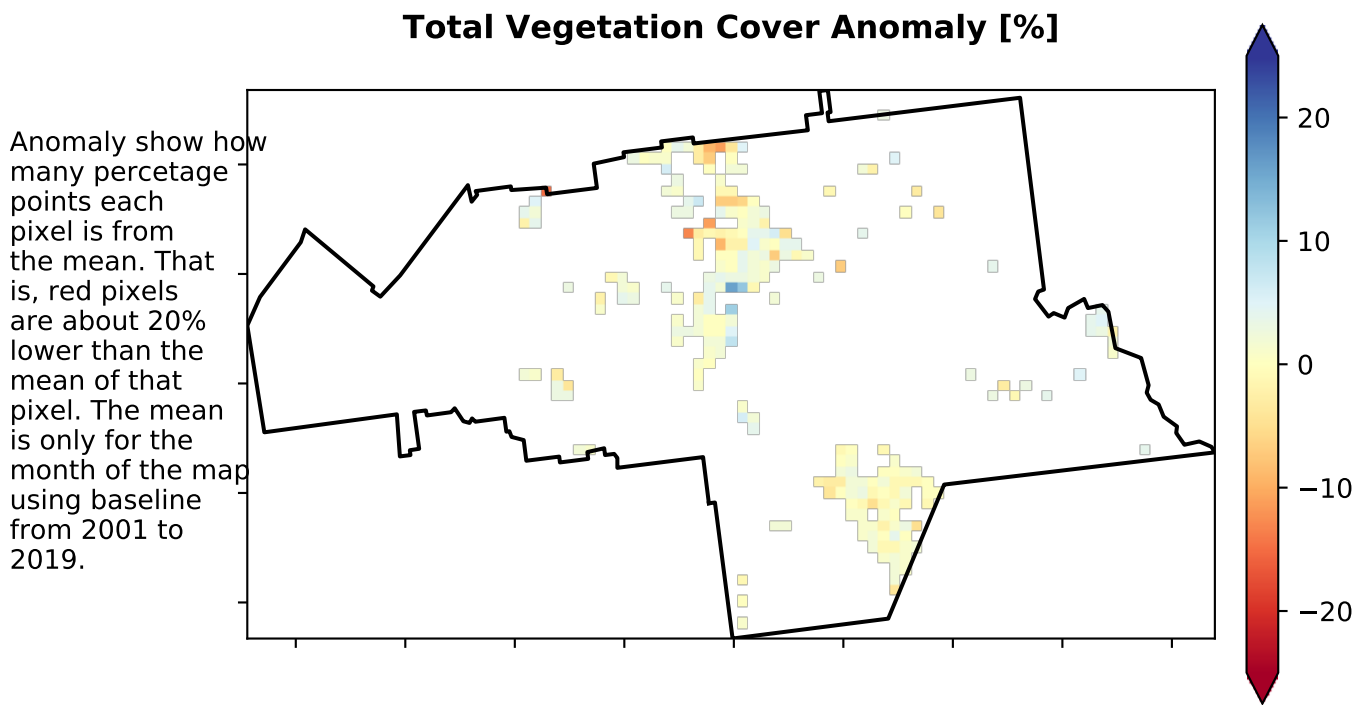 Total Vegetation Cover Anomaly [%]
Anomaly show how
many percetage
points each
pixel is from
the mean. That
is, red pixels
are about 20%
lower than the
mean of that
pixel. The mean
is only for the
month of the map
using baseline
from 2001 to
2019.
20
10
0
−10
−20